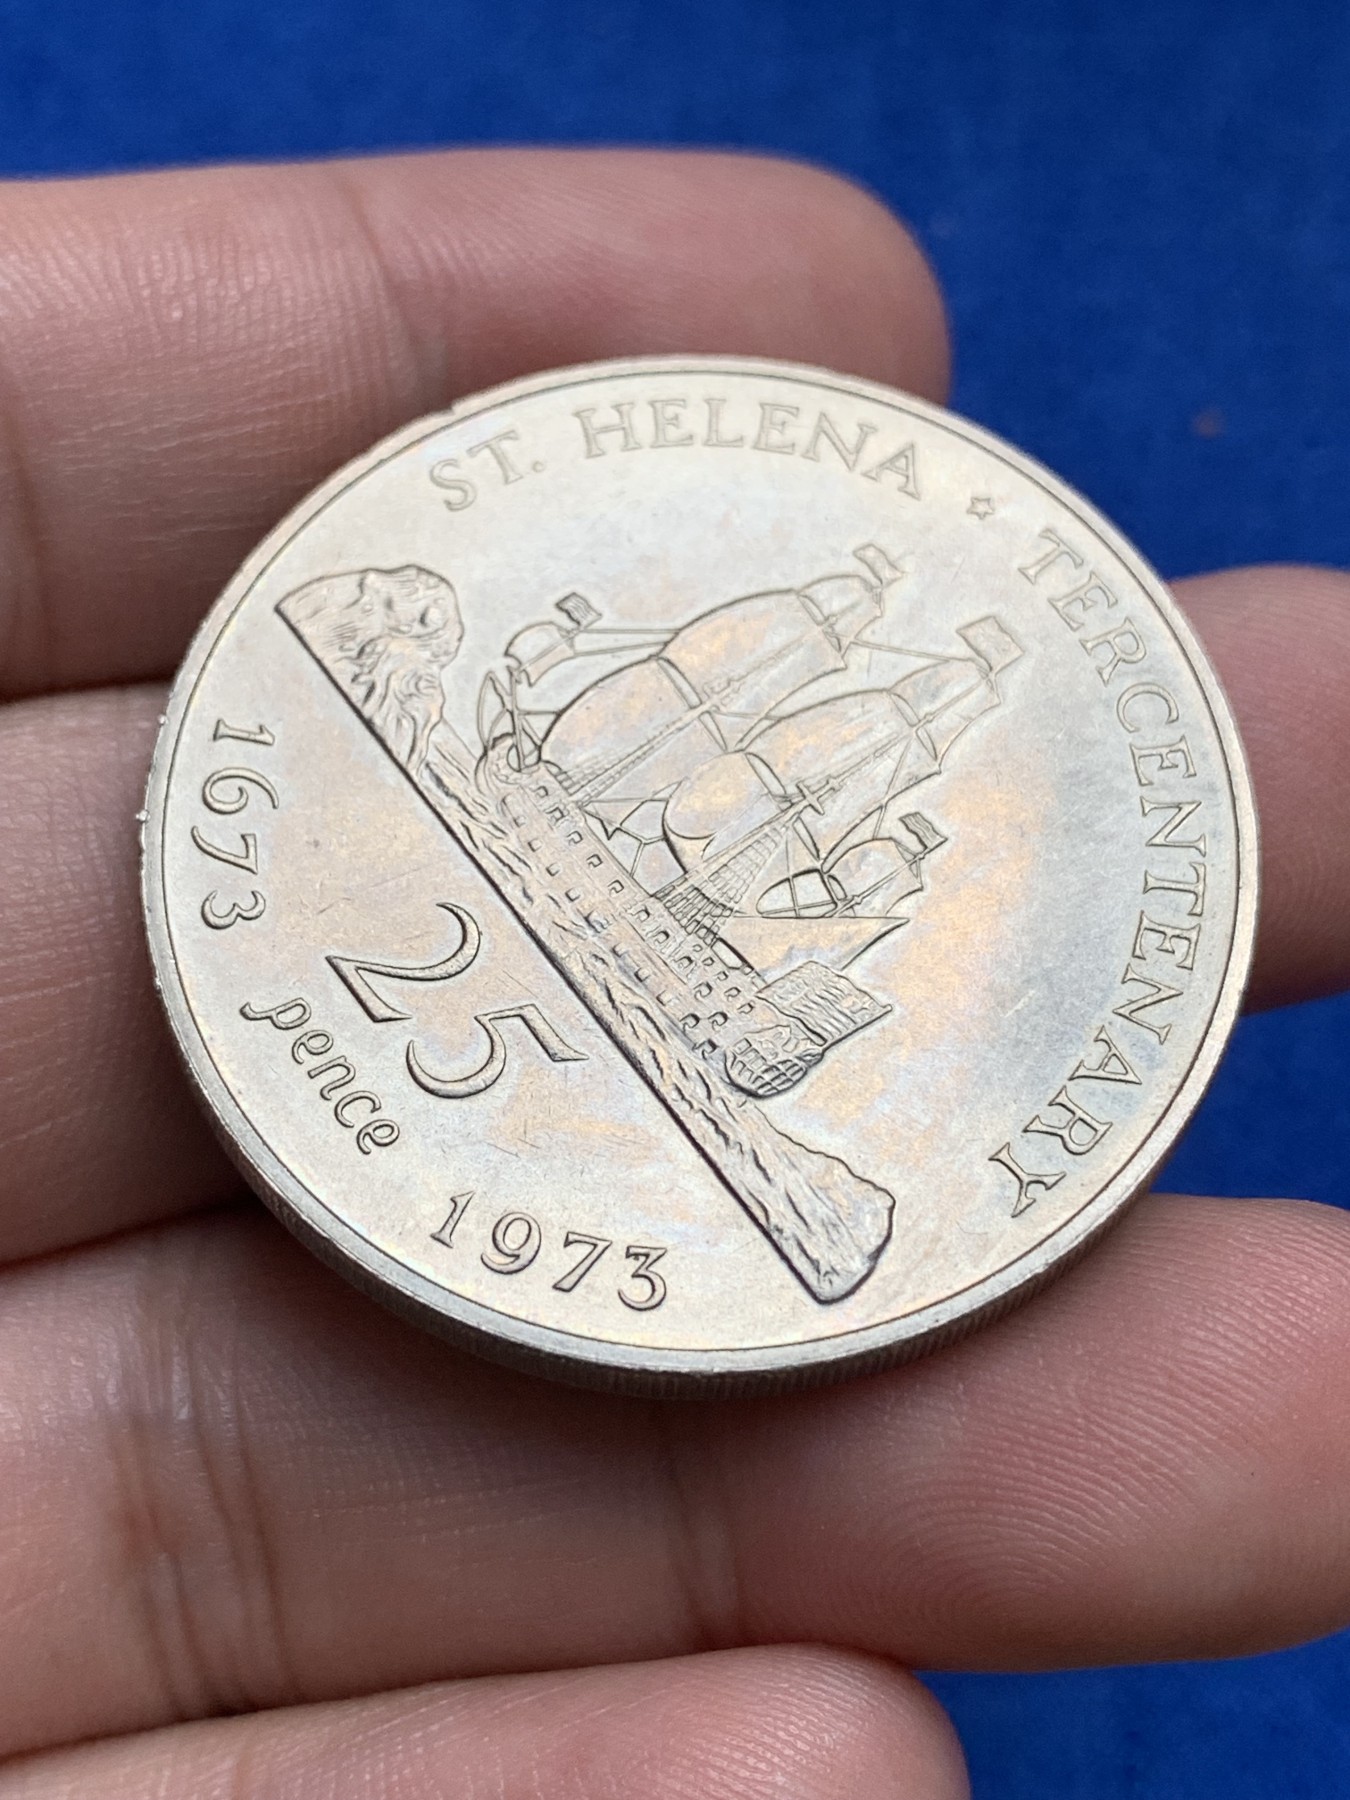 ST. HELENA ☆ TERCENTENARY
1673
25
pence
1973